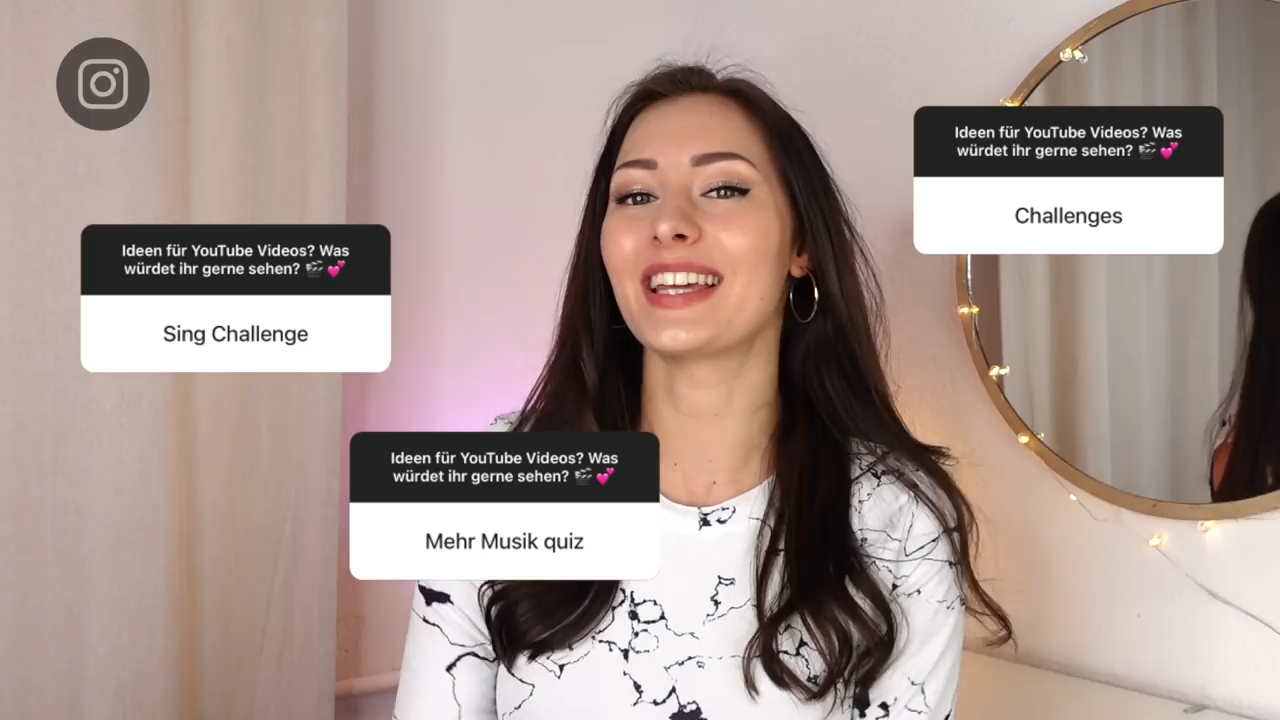 Ideen für YouTube Videos? Was
würdet ihr gerne sehen? 🎬 💕
Challenges
Ideen für YouTube Videos? Was
würdet ihr gerne sehen? 🎬 💕
Sing Challenge
Ideen für YouTube Videos? Was
würdet ihr gerne sehen? 🎬 💕
Mehr Musik quiz